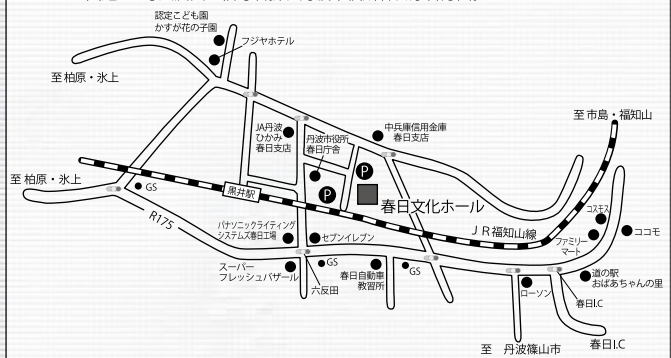 認定こども園
かすが花の子園
フジヤホテル
至柏原・氷上
至市島・福知山
JA丹波
ひかみ
春日支店
丹波市役所
春日庁舎
中兵庫信用金庫
春日支店
P
至柏原・氷上
GS
黒井駅
P
春日文化ホール
R175
パナソニックライティング
システムズ春日工場
セブンイレブン
JR福知山線
コスモス
ファミリー
マート
ココモ
スーパー
フレッシュバザール
GS
六反田
春日自動車
教習所
GS
ローソン
道の駅
おばあちゃんの里
春日I.C
至 丹波篠山市
春日I.C